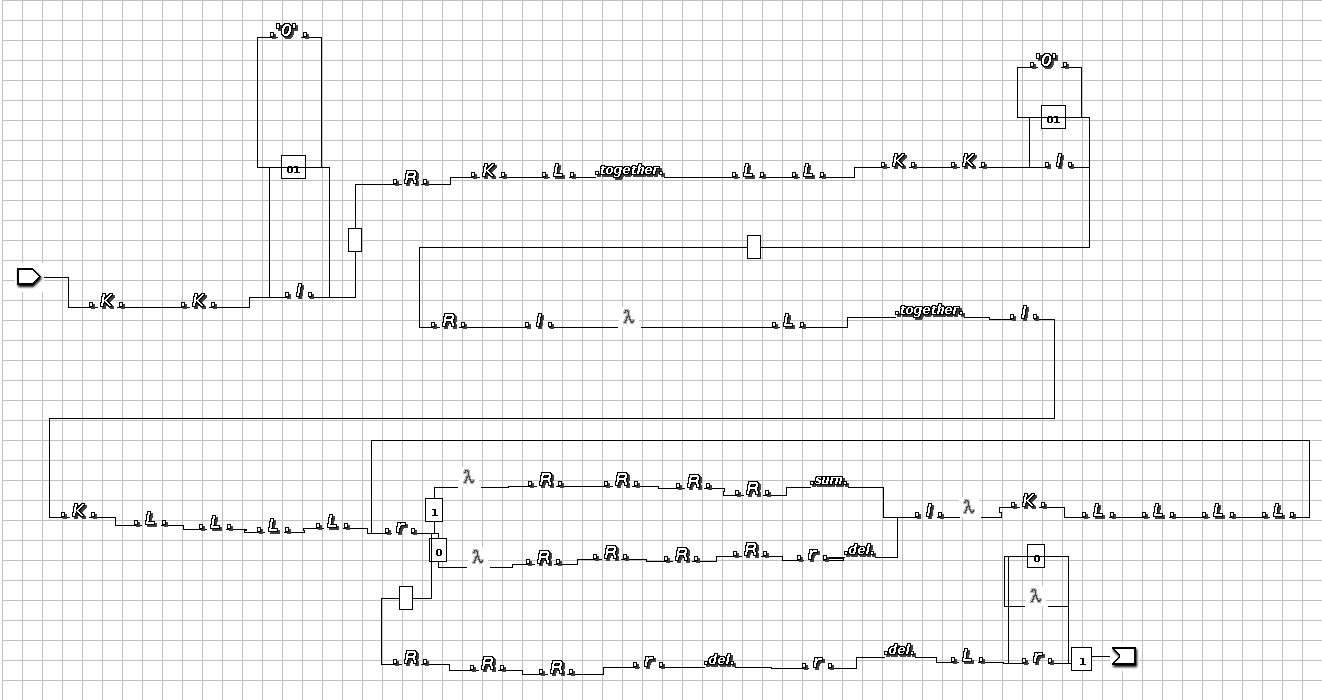 .'0'.
.'0'.
01
01
.R. .K. .L. .together. .L. .L. .K. .K. .l.
.K. .K. .l.
.R. .l. λ .L. .together. .l.
λ .R. .R. .R. .R. .sum.
1
.K. .L. .L. .L. .L. .r. .l. λ .K. .L. .L. .L. .L.
0 λ .R. .R. .R. .R. .r. .del.
0
λ
.R. .R. .R. .r. .del. .r. .del. .L. .r. 1